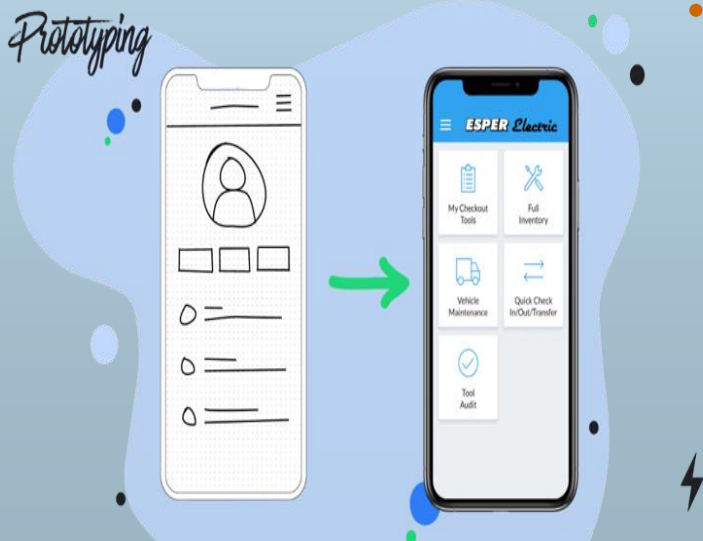 Prototyping
ESPER Electric
My Checkout
Tools
Full
Inventory
Vehicle
Maintenance
Quick Check
In/Out/Transfer
Tool
Audit